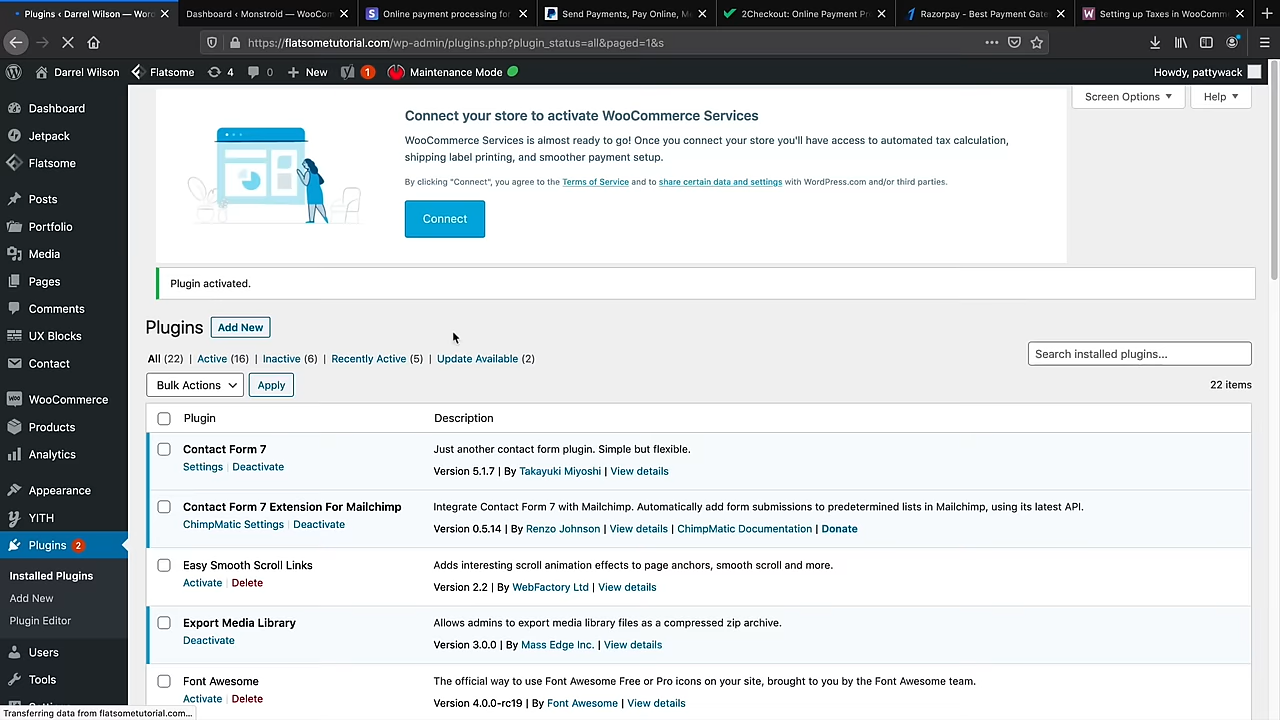 Plugins ‹ Darrel Wilson — Wor
Dashboard ‹ Monstroid — WooCom
Online payment processing for
Send Payments, Pay Online, M
2Checkout: Online Payment Pr
Razorpay - Best Payment Gate
Setting up Taxes in WooComm
https://flatsometutorial.com/wp-admin/plugins.php?plugin_status=all&paged=1&s
Darrel Wilson
Flatsome
4
0
New
1
Maintenance Mode
Howdy, pattywack
Dashboard
Jetpack
Flatsome
Posts
Portfolio
Media
Pages
Comments
UX Blocks
Contact
WooCommerce
Products
Analytics
Appearance
YITH
Plugins 2
Installed Plugins
Add New
Plugin Editor
Users
Tools
Transferring data from flatsometutorial.com...
Screen Options
Help
Connect your store to activate WooCommerce Services
WooCommerce Services is almost ready to go! Once you connect your store you'll have access to automated tax calculation,
shipping label printing, and smoother payment setup.
By clicking "Connect", you agree to the Terms of Service and to share certain data and settings with WordPress.com and/or third parties.
Connect
Plugin activated.
Plugins
Add New
All (22) | Active (16) | Inactive (6) | Recently Active (5) | Update Available (2)
Search installed plugins...
Bulk Actions
Apply
22 items
Plugin
Description
Contact Form 7
Settings | Deactivate
Just another contact form plugin. Simple but flexible.
Version 5.1.7 | By Takayuki Miyoshi | View details
Contact Form 7 Extension For Mailchimp
ChimpMatic Settings | Deactivate
Integrate Contact Form 7 with Mailchimp. Automatically add form submissions to predetermined lists in Mailchimp, using its latest API.
Version 0.5.14 | By Renzo Johnson | View details | ChimpMatic Documentation | Donate
Easy Smooth Scroll Links
Activate | Delete
Adds interesting scroll animation effects to page anchors, smooth scroll and more.
Version 2.2 | By WebFactory Ltd | View details
Export Media Library
Deactivate
Allows admins to export media library files as a compressed zip archive.
Version 3.0.0 | By Mass Edge Inc. | View details
Font Awesome
Activate | Delete
The official way to use Font Awesome Free or Pro icons on your site, brought to you by the Font Awesome team.
Version 4.0.0-rc19 | By Font Awesome | View details